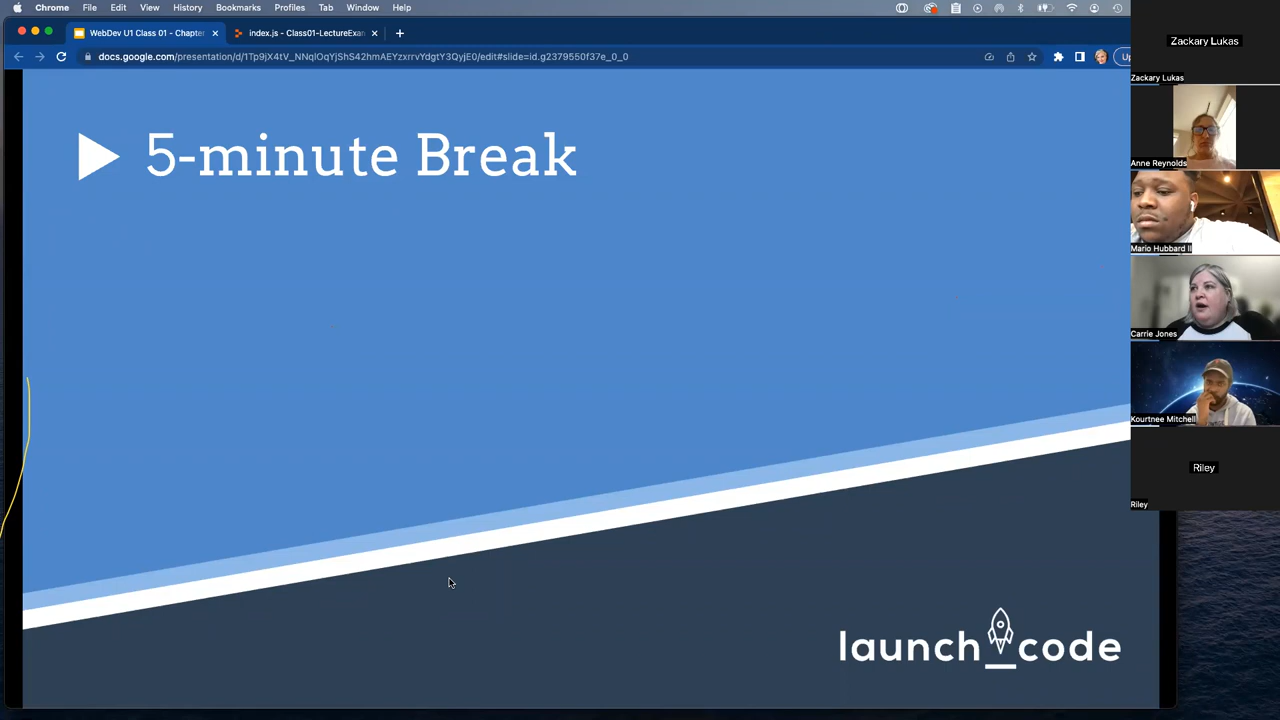 Chrome File Edit View History Bookmarks Profiles Tab Window Help
WebDev U1 Class 01 - Chapter
index.js - Class01-LectureExam
docs.google.com/presentation/d/1Tp9jX4tV_NNqIOqYjShS42hmAEYzxrrvYdgtY3QyjE0/edit#slide=id.g2379550f37e_0_0
Up
5-minute Break
launch_code
Zackary Lukas
Zackary Lukas
Anne Reynolds
Mario Hubbard II
Carrie Jones
Kourtnee Mitchell
Riley
Riley